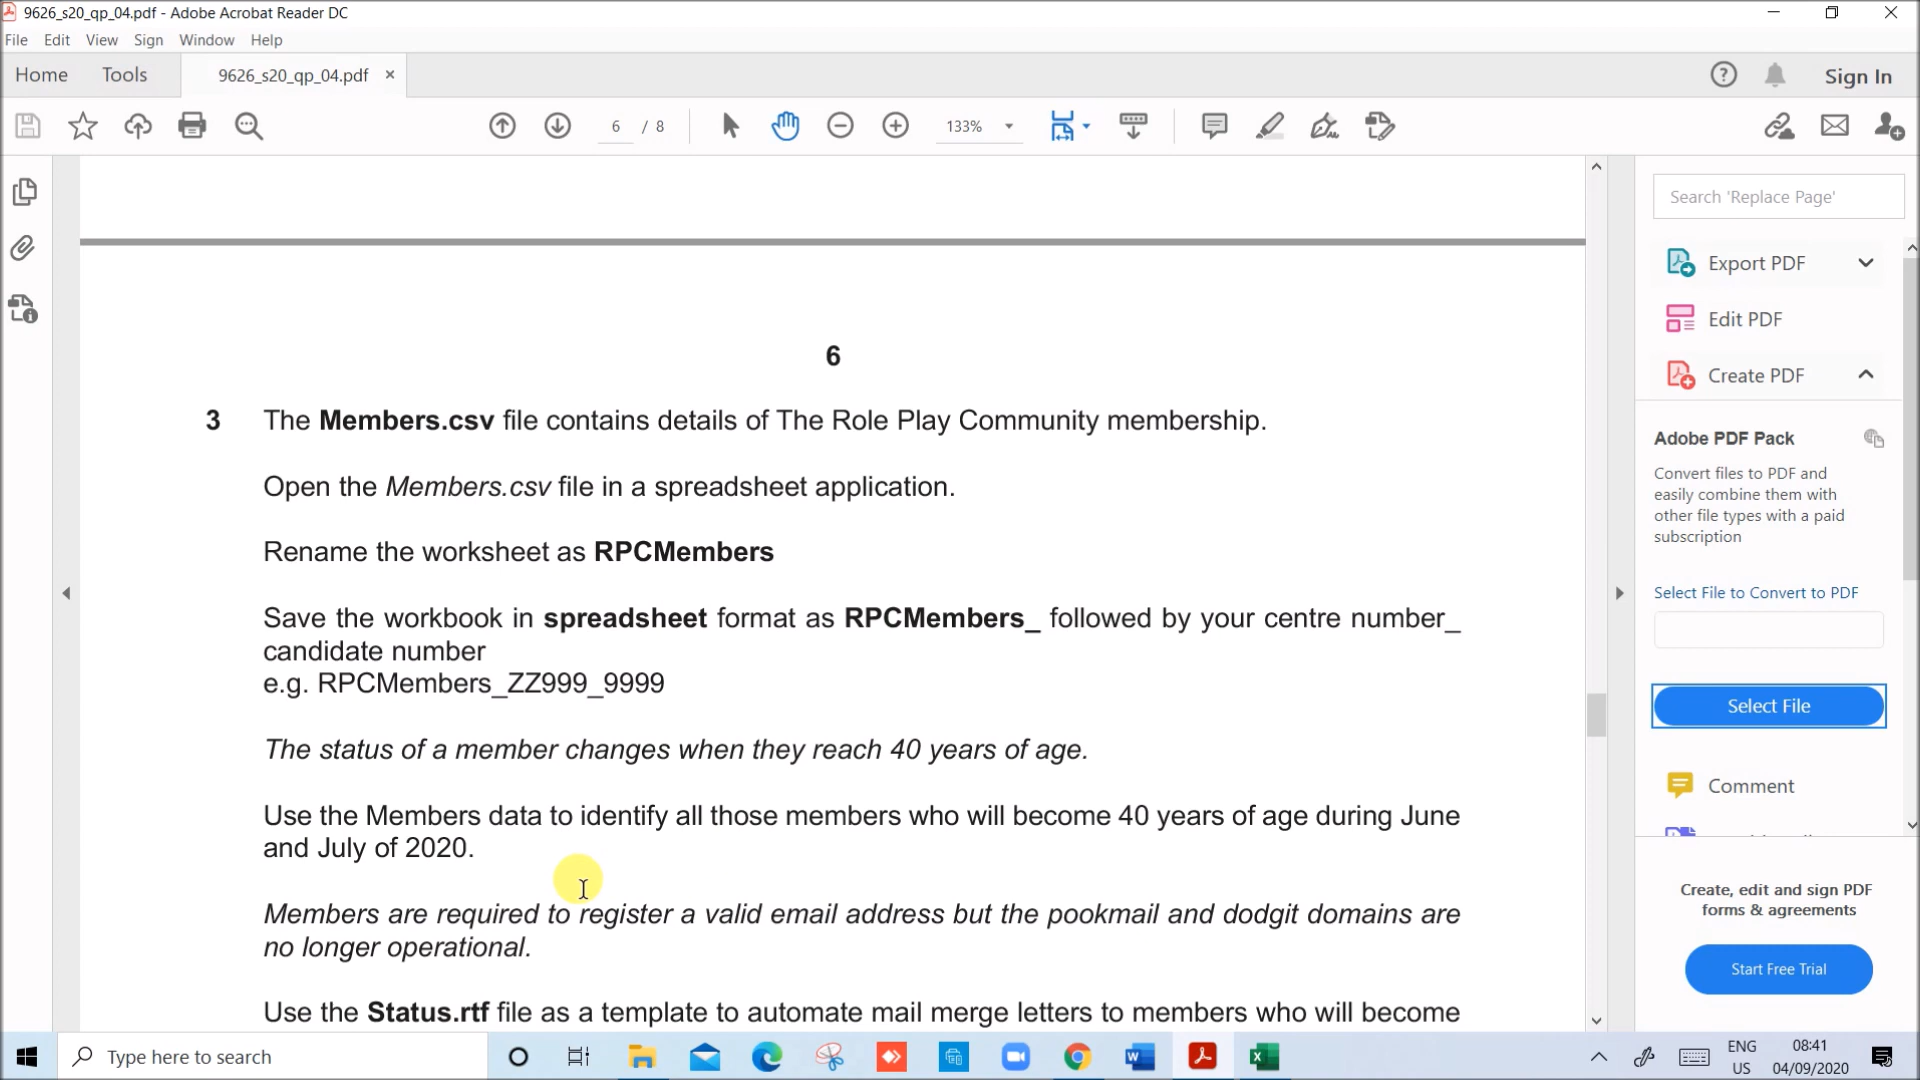 9626_s20_qp_04.pdf - Adobe Acrobat Reader DC
File Edit View Sign Window Help
Home Tools 9626_s20_qp_04.pdf × Sign In
6 / 8 133%
Search 'Replace Page'
Export PDF
Edit PDF
Create PDF
Adobe PDF Pack
Convert files to PDF and
easily combine them with
other file types with a paid
subscription
Select File to Convert to PDF
Select File
Comment
Create, edit and sign PDF
forms & agreements
Start Free Trial
6
3 The Members.csv file contains details of The Role Play Community membership.
Open the Members.csv file in a spreadsheet application.
Rename the worksheet as RPCMembers
Save the workbook in spreadsheet format as RPCMembers_ followed by your centre number_
candidate number
e.g. RPCMembers_ZZ999_9999
The status of a member changes when they reach 40 years of age.
Use the Members data to identify all those members who will become 40 years of age during June
and July of 2020.
Members are required to register a valid email address but the pookmail and dodgit domains are
no longer operational.
Use the Status.rtf file as a template to automate mail merge letters to members who will become
Type here to search
ENG
US
08:41
04/09/2020